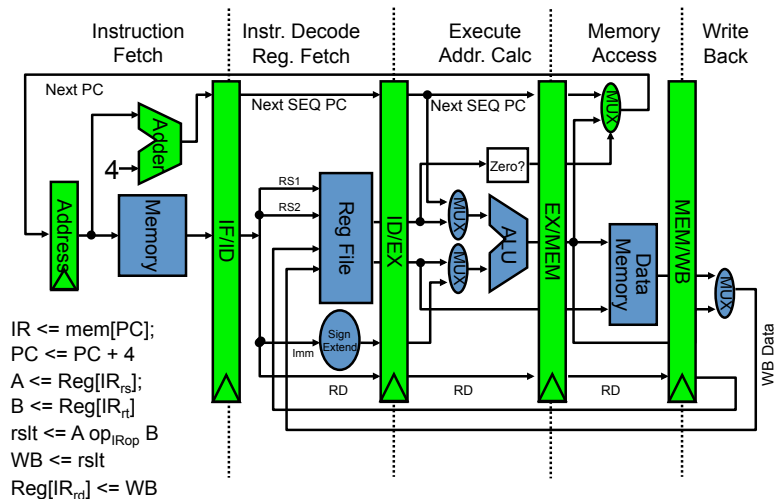 Instruction
Fetch
Instr. Decode
Reg. Fetch
Execute
Addr. Calc
Memory
Access
Write
Back
Next PC
Next SEQ PC
Next SEQ PC
MUX
Adder
4
Zero?
RS1
RS2
Address
Memory
IF/ID
Reg File
ID/EX
MUX
MUX
ALU
EX/MEM
Data
Memory
MEM/WB
MUX
Sign
Extend
Imm
RD
RD
RD
WB Data
IR <= mem[PC];
PC <= PC + 4
A <= Reg[IRrs];
B <= Reg[IRrt]
rslt <= A opIRop B
WB <= rslt
Reg[IRrd] <= WB